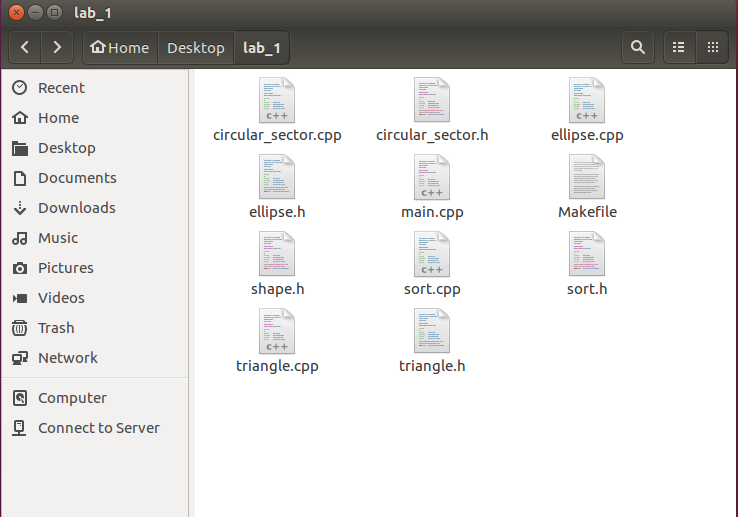 lab_1
Home Desktop lab_1
Recent
Home
Desktop
Documents
Downloads
Music
Pictures
Videos
Trash
Network
Computer
Connect to Server
c++ c++
circular_sector.cpp circular_sector.h ellipse.cpp
c++
ellipse.h main.cpp Makefile
c++
shape.h sort.cpp sort.h
c++
triangle.cpp triangle.h